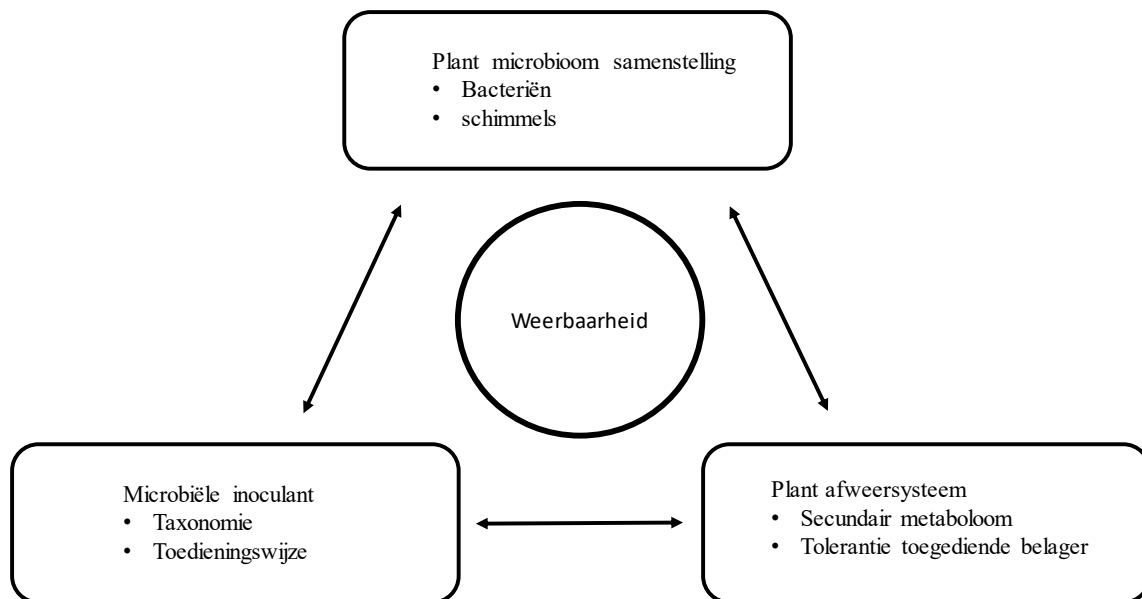 Plant microbioom samenstelling
• Bacteriën
• schimmels
Weerbaarheid
Microbiële inoculant
• Taxonomie
• Toedieningswijze
Plant afweersysteem
• Secundair metaboloom
• Tolerantie toegediende belager